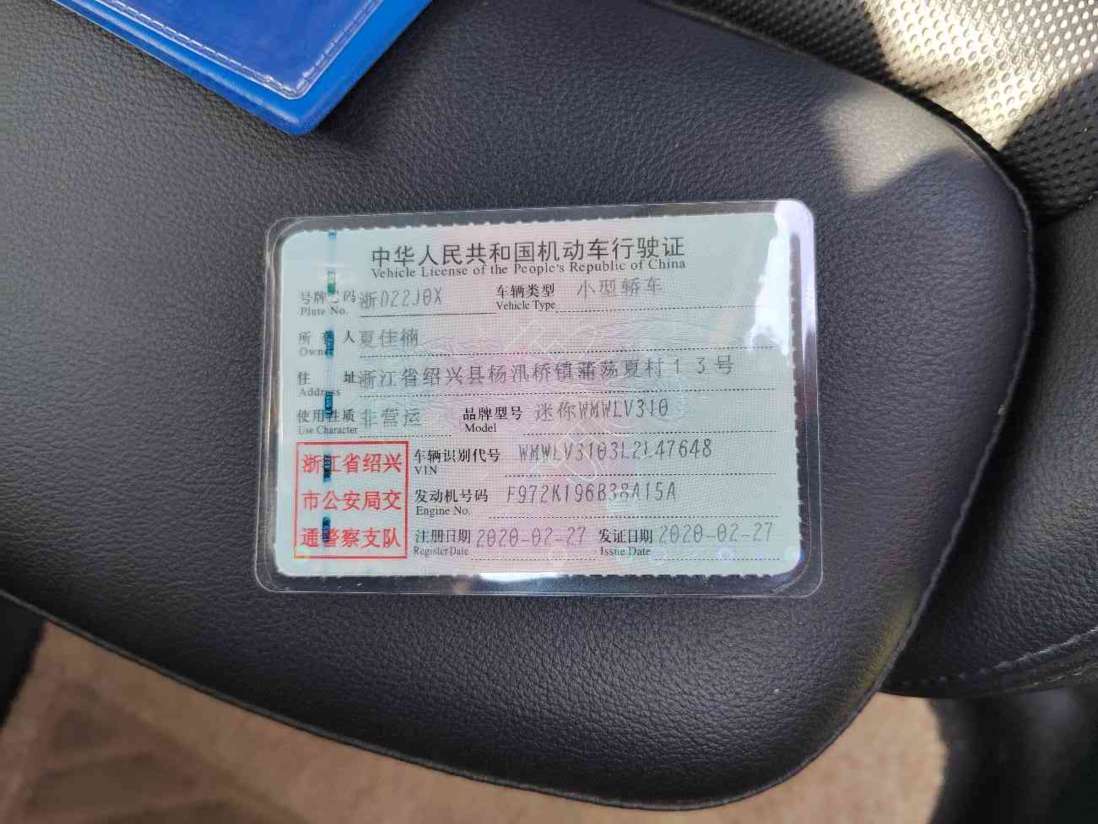 中华人民共和国机动车行驶证
Vehicle License of the People's Republic of China
号牌号码 浙D22J0X 车辆类型 小型轿车
Plate No. Vehicle Type
所有人 夏佳楠
Owner
住址 浙江省绍兴县杨汛桥镇蒲荡夏村13号
Address
使用性质 非营运 品牌型号 迷你WMWLV310
Use Character Model
浙江省绍兴
市公安局交
通警察支队
车辆识别代号 WMWLV3103L2L47648
VIN
发动机号码 F972K196B38A15A
Engine No.
注册日期 2020-02-27 发证日期 2020-02-27
Register Date Issue Date